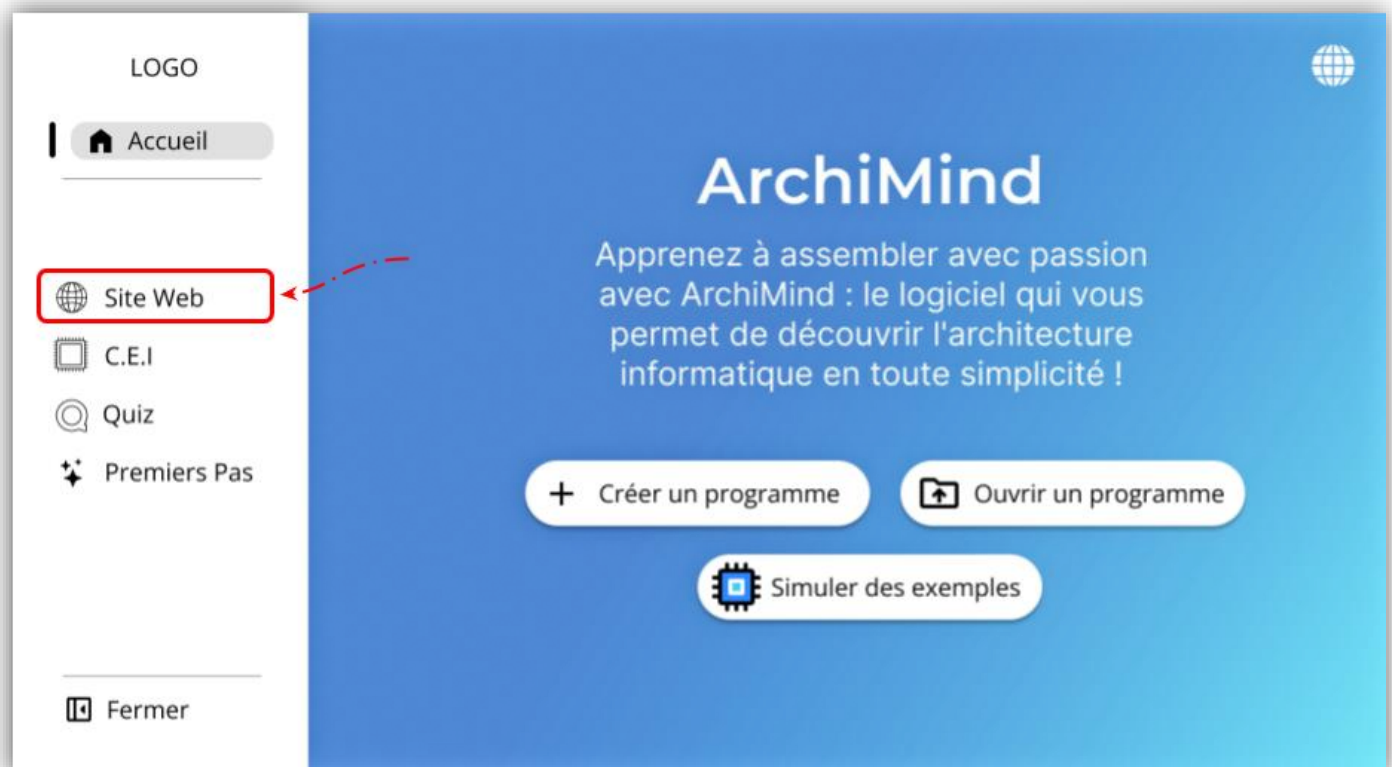 LOGO
Accueil
Site Web
C.E.I
Quiz
Premiers Pas
Fermer
ArchiMind
Apprenez à assembler avec passion
avec ArchiMind : le logiciel qui vous
permet de découvrir l'architecture
informatique en toute simplicité !
Créer un programme
Ouvrir un programme
Simuler des exemples